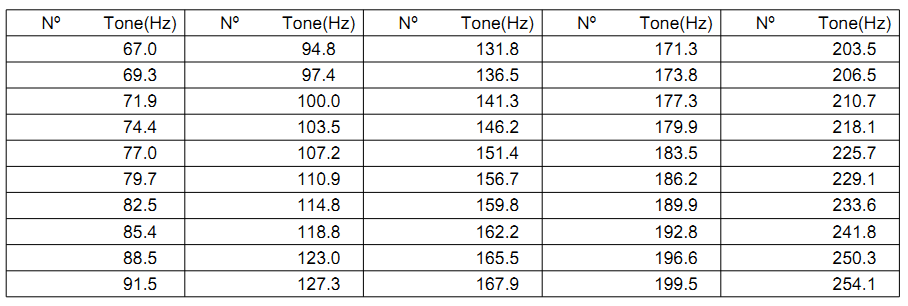 Nº Tone(Hz) Nº Tone(Hz) Nº Tone(Hz) Nº Tone(Hz) Nº Tone(Hz)
67.0 94.8 131.8 171.3 203.5
69.3 97.4 136.5 173.8 206.5
71.9 100.0 141.3 177.3 210.7
74.4 103.5 146.2 179.9 218.1
77.0 107.2 151.4 183.5 225.7
79.7 110.9 156.7 186.2 229.1
82.5 114.8 159.8 189.9 233.6
85.4 118.8 162.2 192.8 241.8
88.5 123.0 165.5 196.6 250.3
91.5 127.3 167.9 199.5 254.1